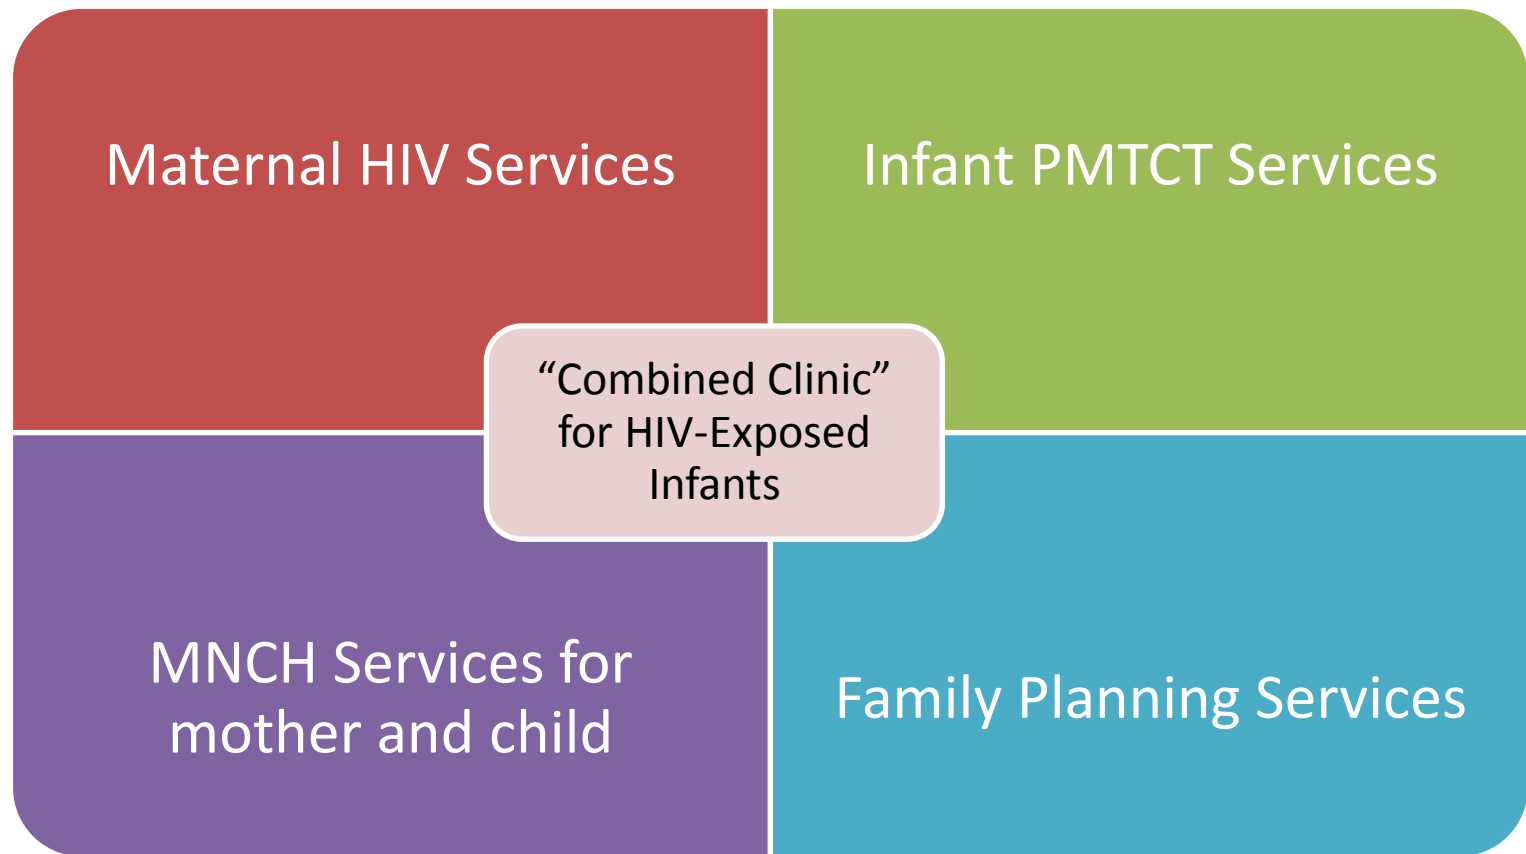 Maternal HIV Services
Infant PMTCT Services
“Combined Clinic”
for HIV-Exposed
Infants
MNCH Services for
mother and child
Family Planning Services